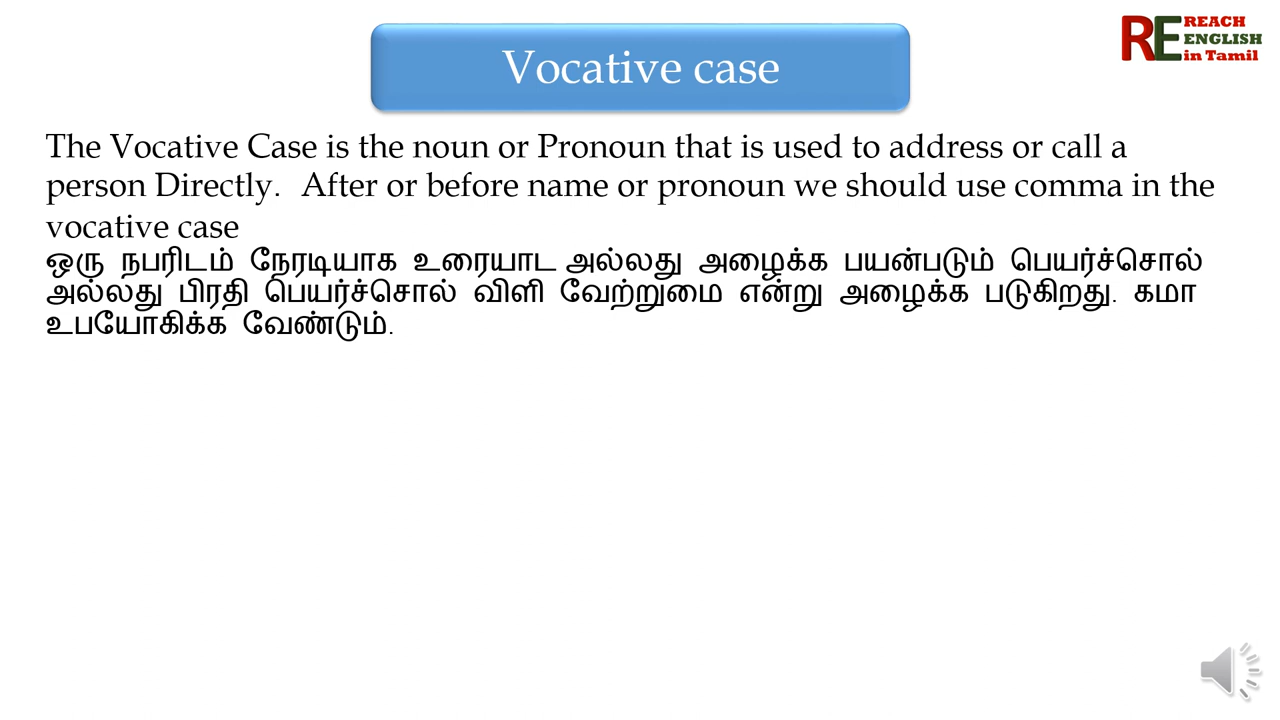 Vocative case
RE REACH
ENGLISH
in Tamil
The Vocative Case is the noun or Pronoun that is used to address or call a
person Directly. After or before name or pronoun we should use comma in the
vocative case
ஒரு நபரிடம் நேரடியாக உரையாட அல்லது அழைக்க பயன்படும் பெயர்ச்சொல்
அல்லது பிரதி பெயர்ச்சொல் விளி வேற்றுமை என்று அழைக்க படுகிறது. கமா
உபயோகிக்க வேண்டும்.